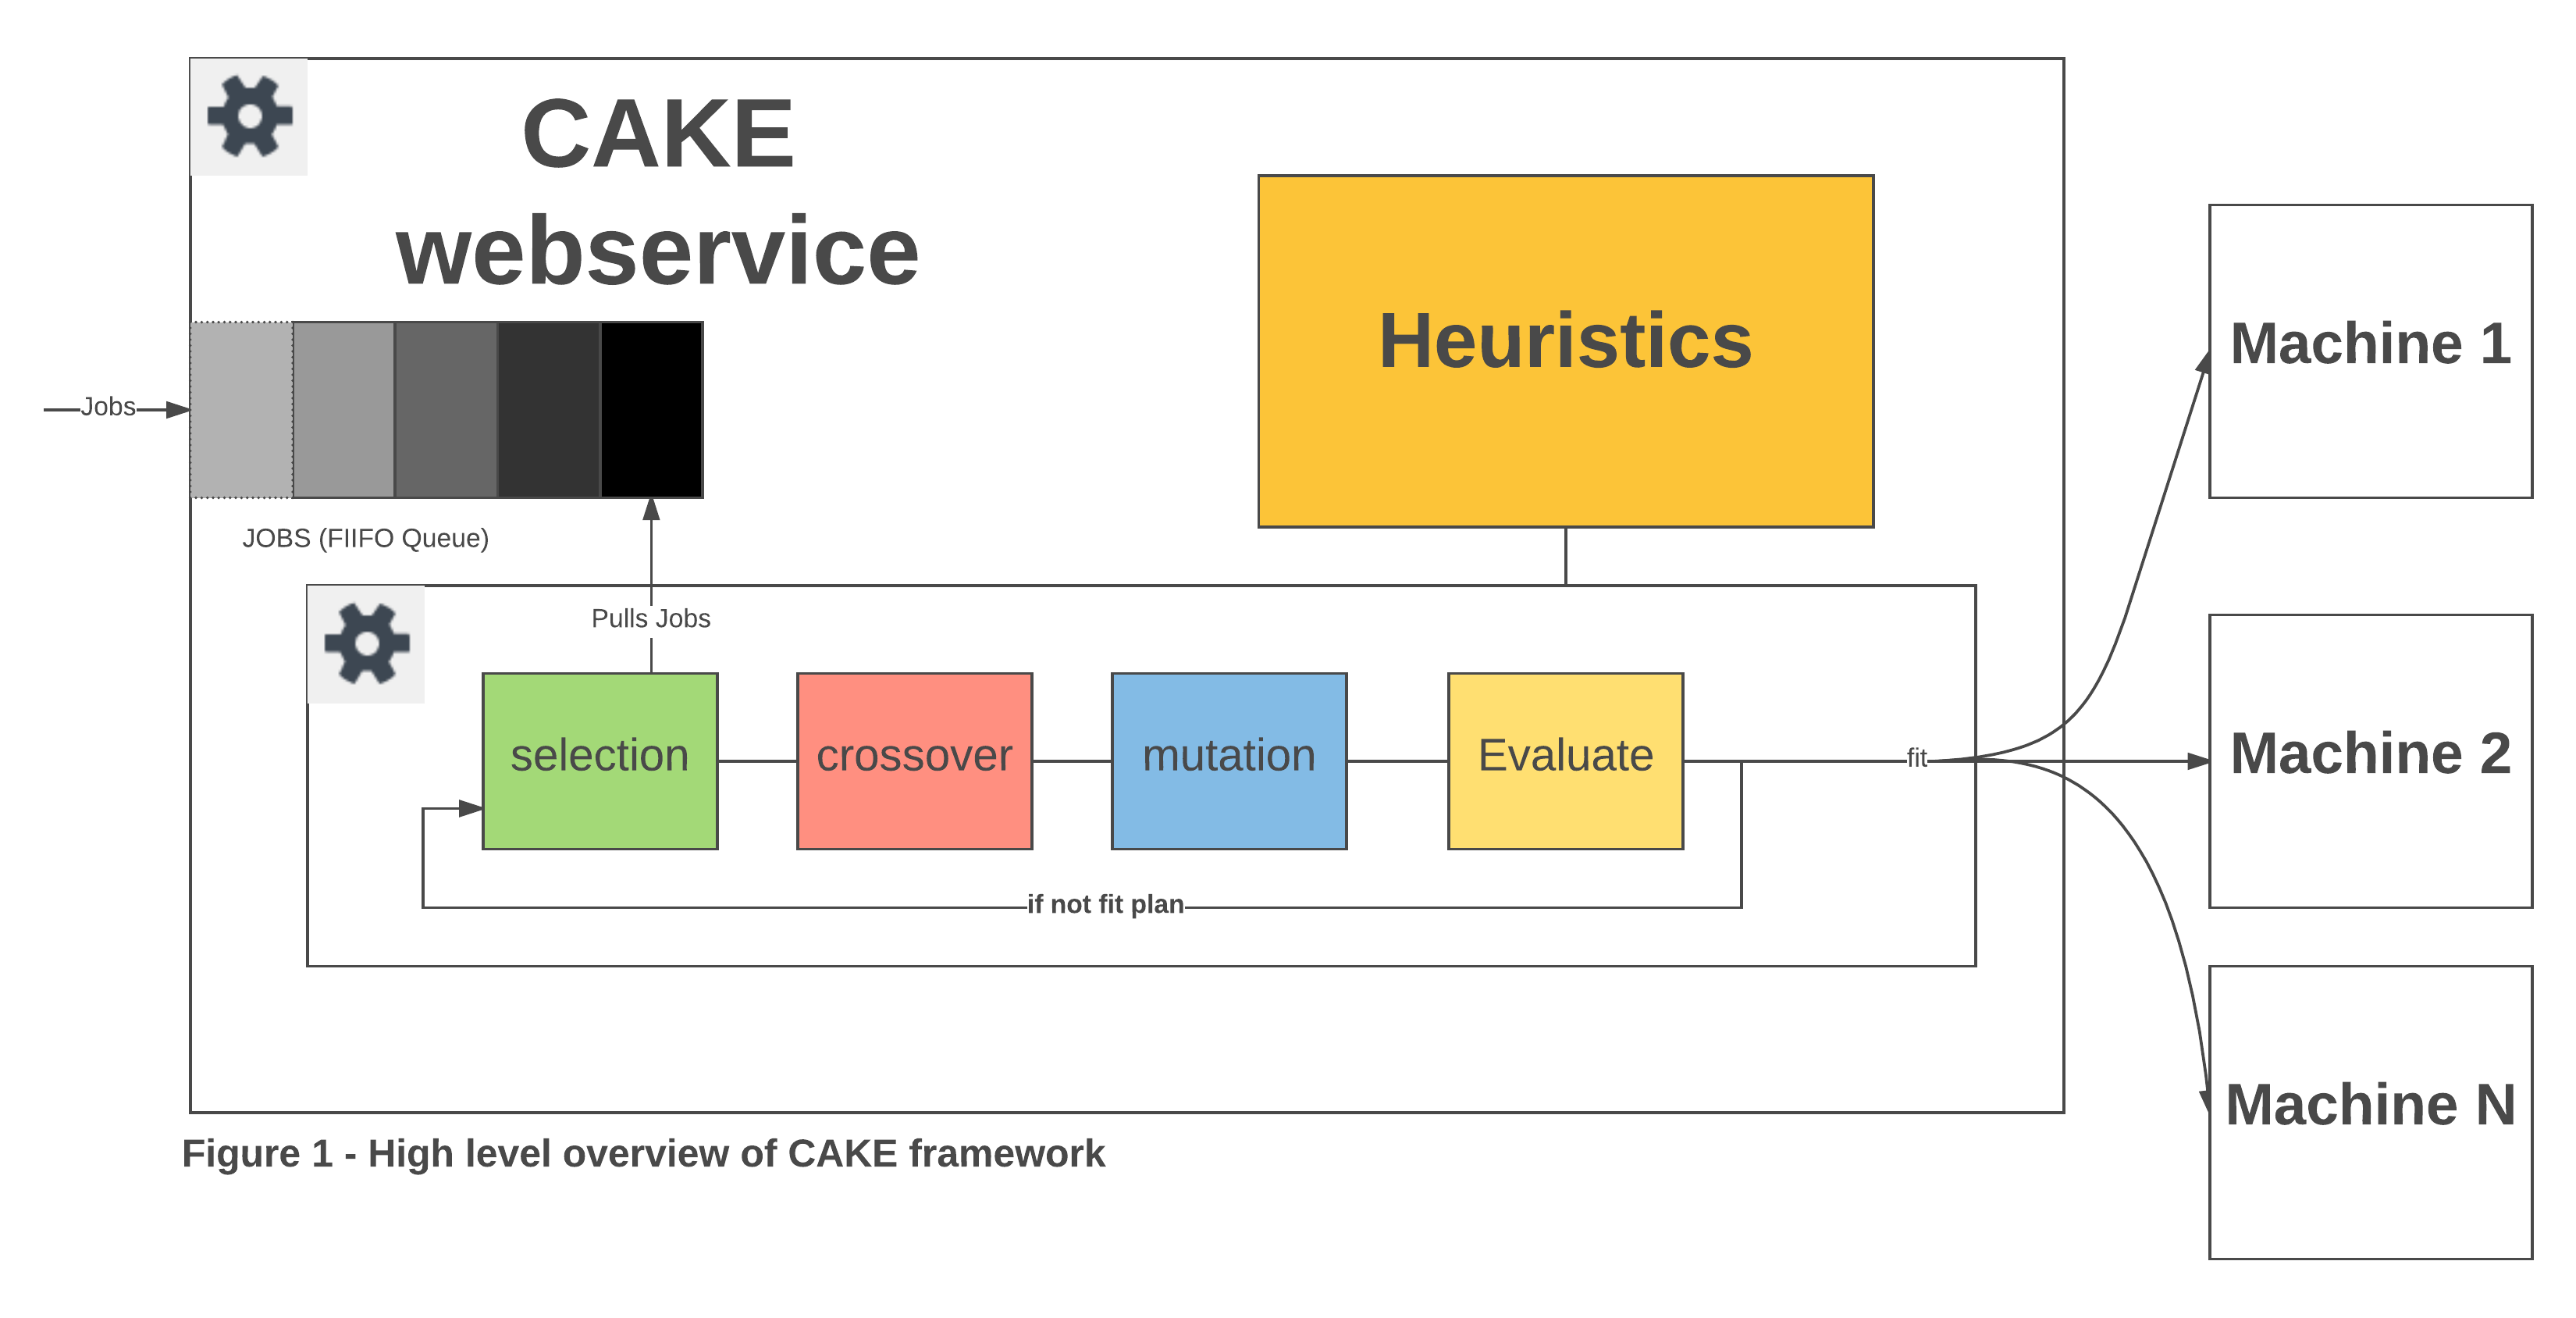 CAKE
webservice
Heuristics
Machine 1
Jobs
JOBS (FIIFO Queue)
Pulls Jobs
selection
crossover
mutation
Evaluate
fit
Machine 2
if not fit plan
Machine N
Figure 1 - High level overview of CAKE framework